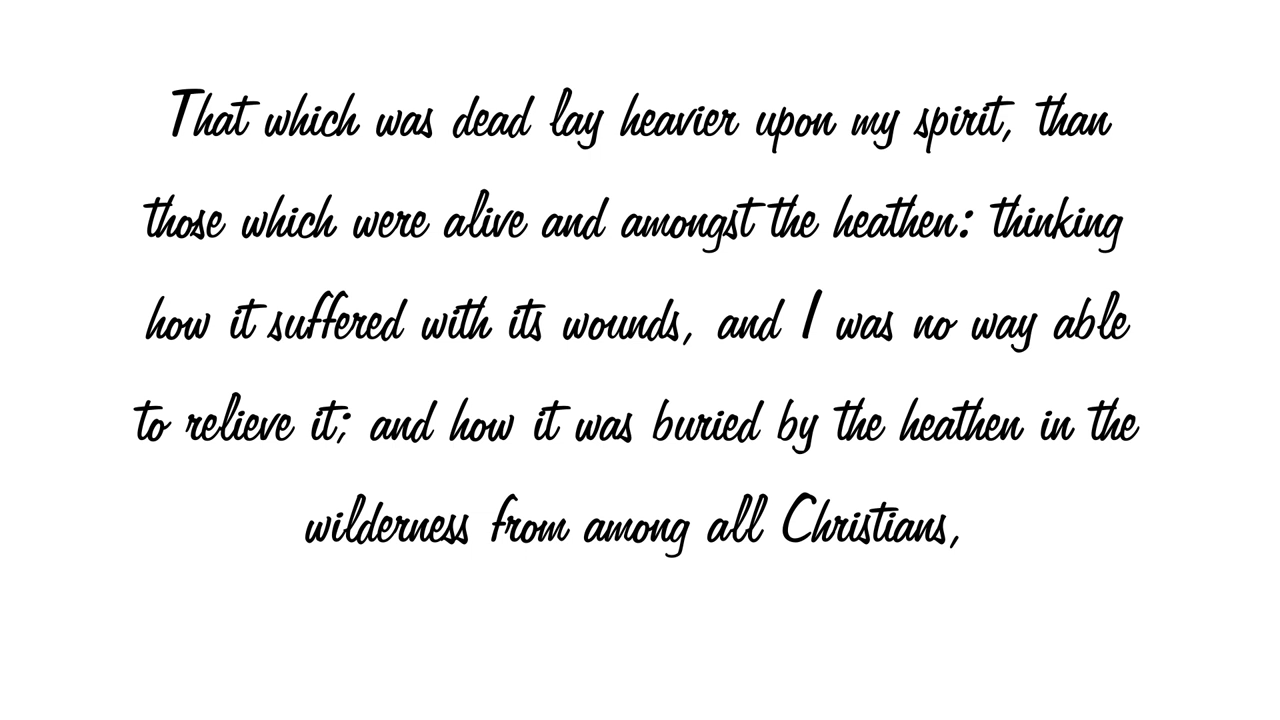 That which was dead lay heavier upon my spirit, than
those which were alive and amongst the heathen: thinking
how it suffered with its wounds, and I was no way able
to relieve it; and how it was buried by the heathen in the
wilderness from among all Christians,